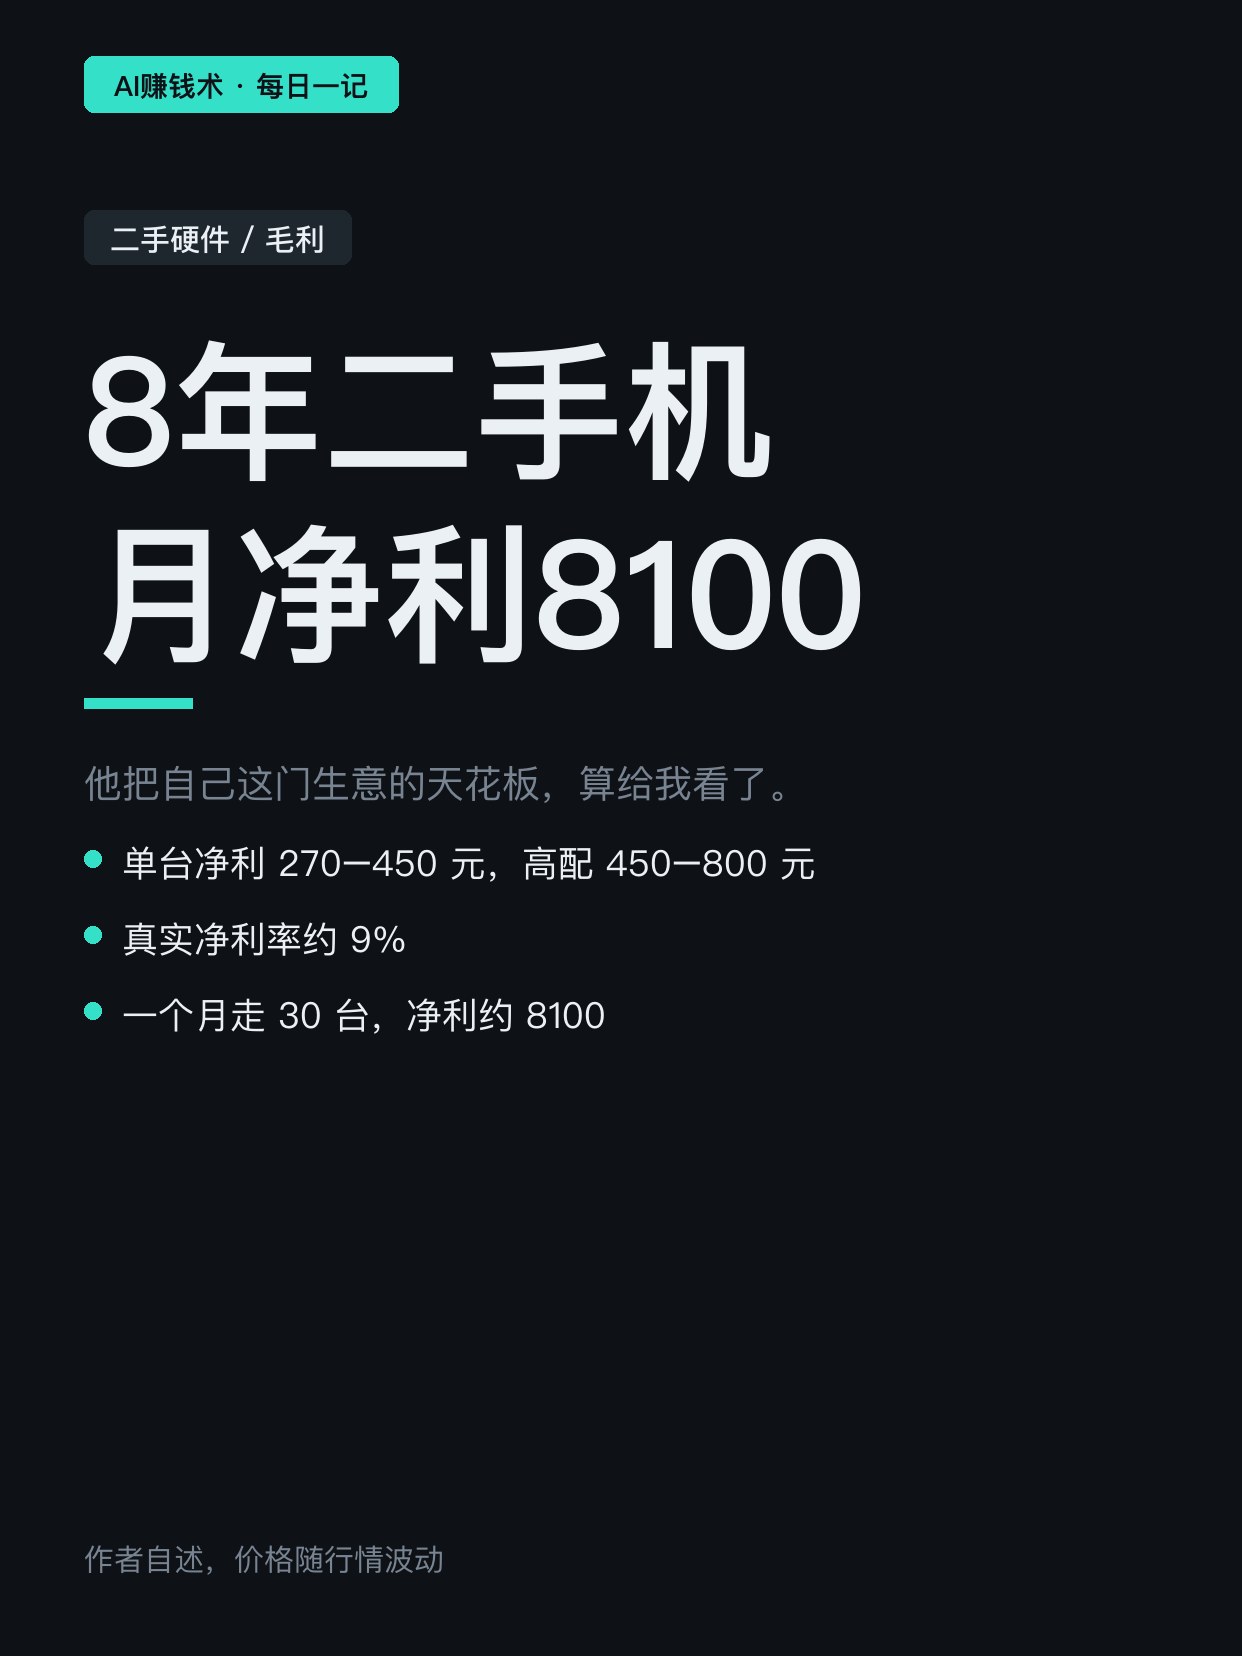 AI赚钱术 · 每日一记
二手硬件 / 毛利
8年二手机
月净利8100
他把自己这门生意的天花板，算给我看了。
单台净利 270—450 元，高配 450—800 元
真实净利率约 9%
一个月走 30 台，净利约 8100
作者自述，价格随行情波动